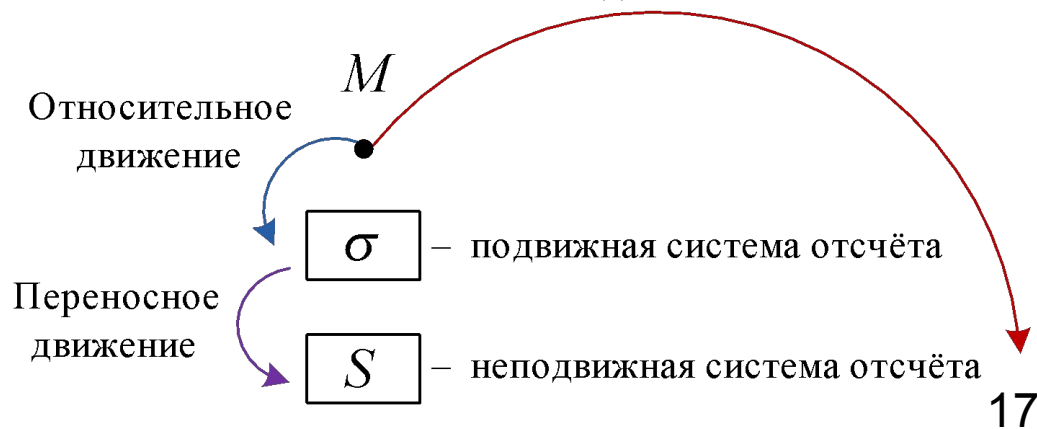 M
Относительное
движение
σ – подвижная система отсчёта
Переносное
движение
S – неподвижная система отсчёта
17